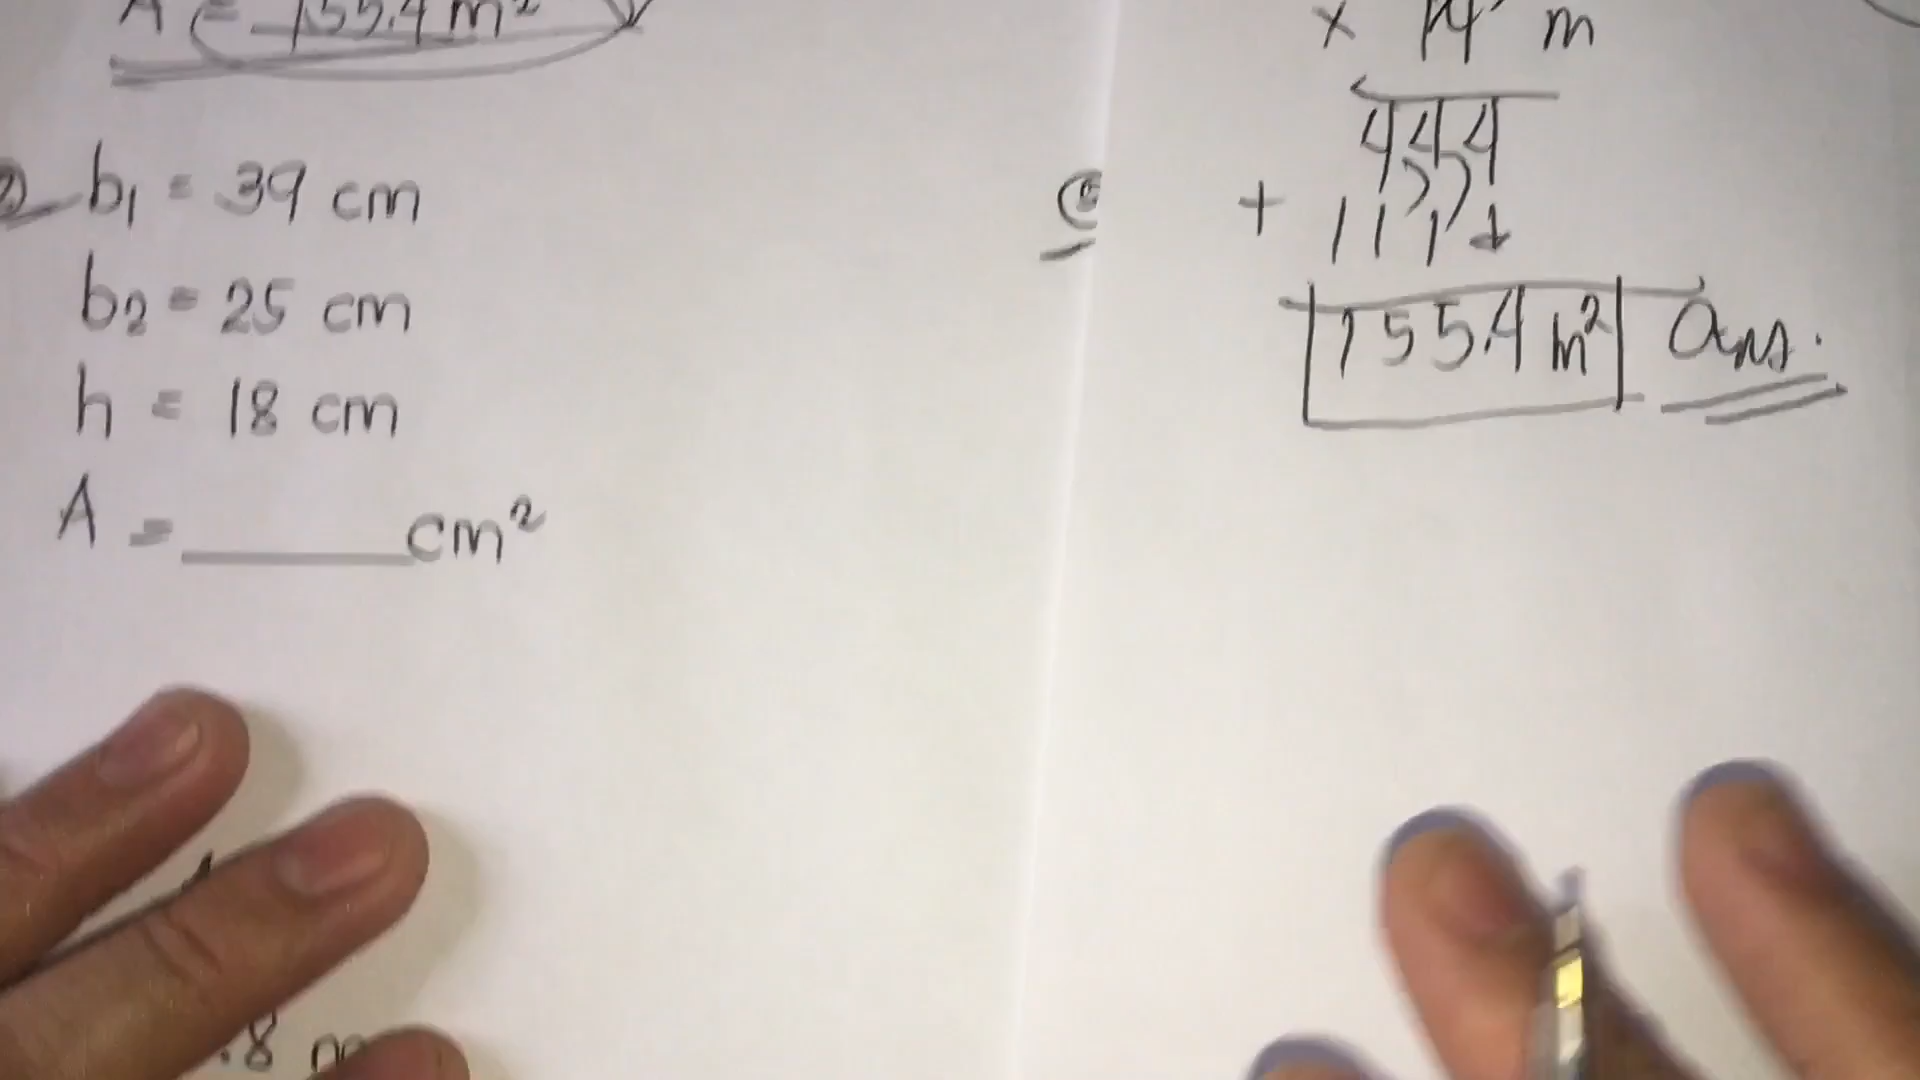 A = 155.4 m²
2) b1 = 39 cm
b2 = 25 cm
h = 18 cm
A = ______ cm²
.8 m
x 14 m
444
+ 111↓
155.4 m² Ans.